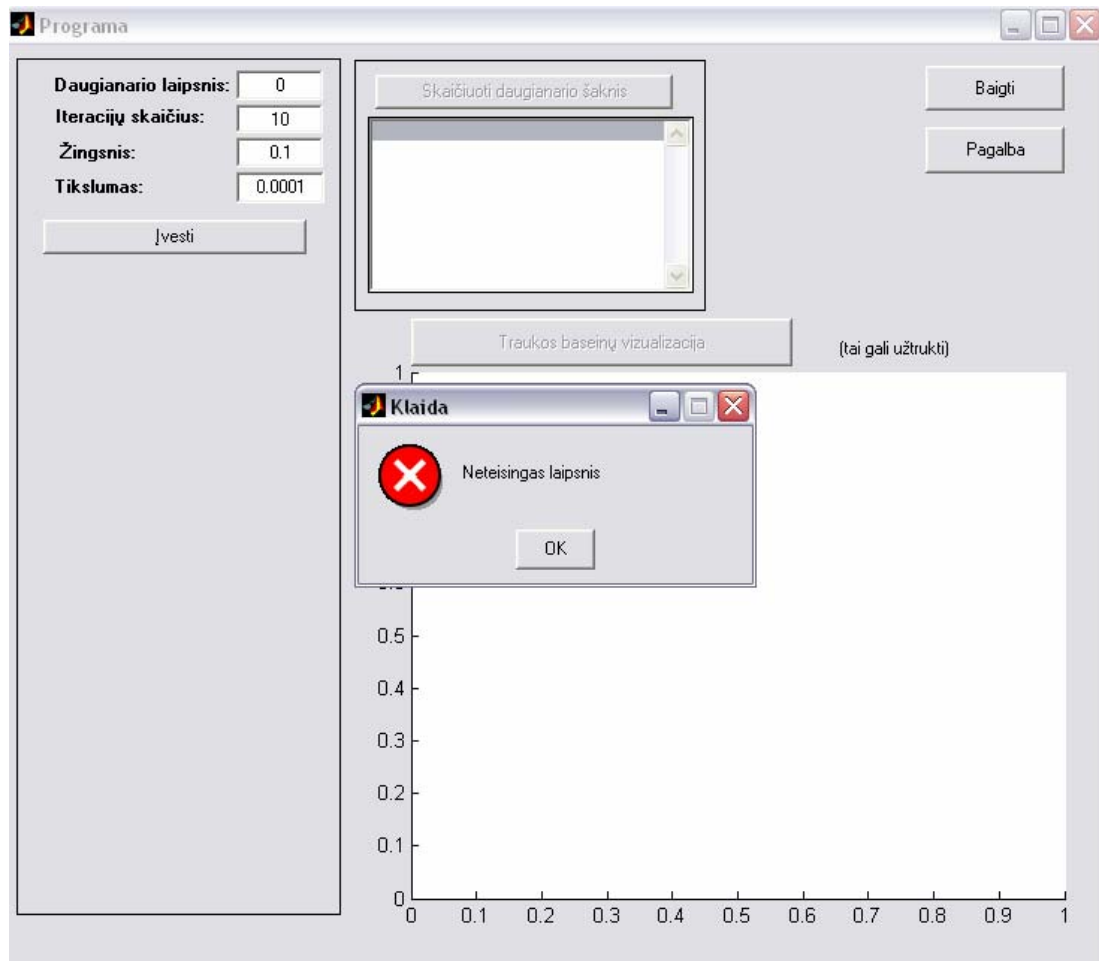 Programa
Daugianario laipsnis: 0
Iteracijų skaičius: 10
Žingsnis: 0.1
Tikslumas: 0.0001
Įvesti
Skaičiuoti daugianario šaknis
Baigti
Pagalba
Traukos baseinų vizualizacija
(tai gali užtrukti)
Klaida
Neteisingas laipsnis
OK
1
0.5
0.4
0.3
0.2
0.1
0
0 0.1 0.2 0.3 0.4 0.5 0.6 0.7 0.8 0.9 1